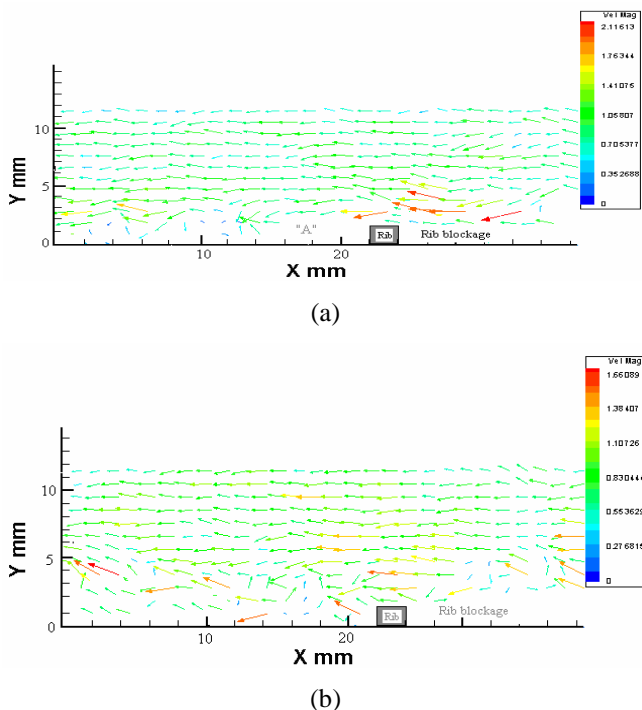 Vel Mag
2.11613
1.76344
1.41075
1.05807
0.705377
0.352688
0
Y mm
10
5
0
"A"
Rib
Rib blockage
10
20
X mm
(a)
Vel Mag
1.66089
1.38407
1.10726
0.830444
0.553629
0.276815
0
Y mm
10
5
0
Rib
Rib blockage
10
20
X mm
(b)